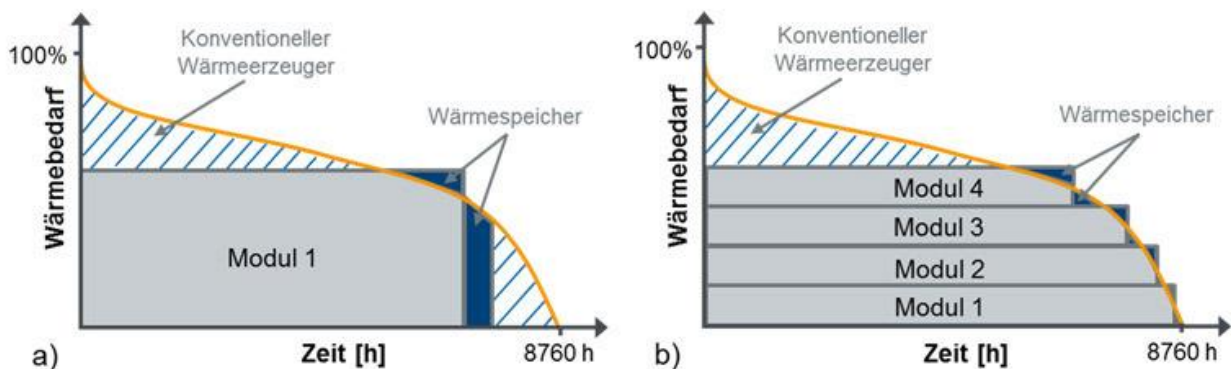 100%
Konventioneller
Wärmeerzeuger
Wärmespeicher
Wärmebedarf
Modul 1
a)
Zeit [h]
8760 h
100%
Konventioneller
Wärmeerzeuger
Wärmespeicher
Wärmebedarf
Modul 4
Modul 3
Modul 2
Modul 1
b)
Zeit [h]
8760 h